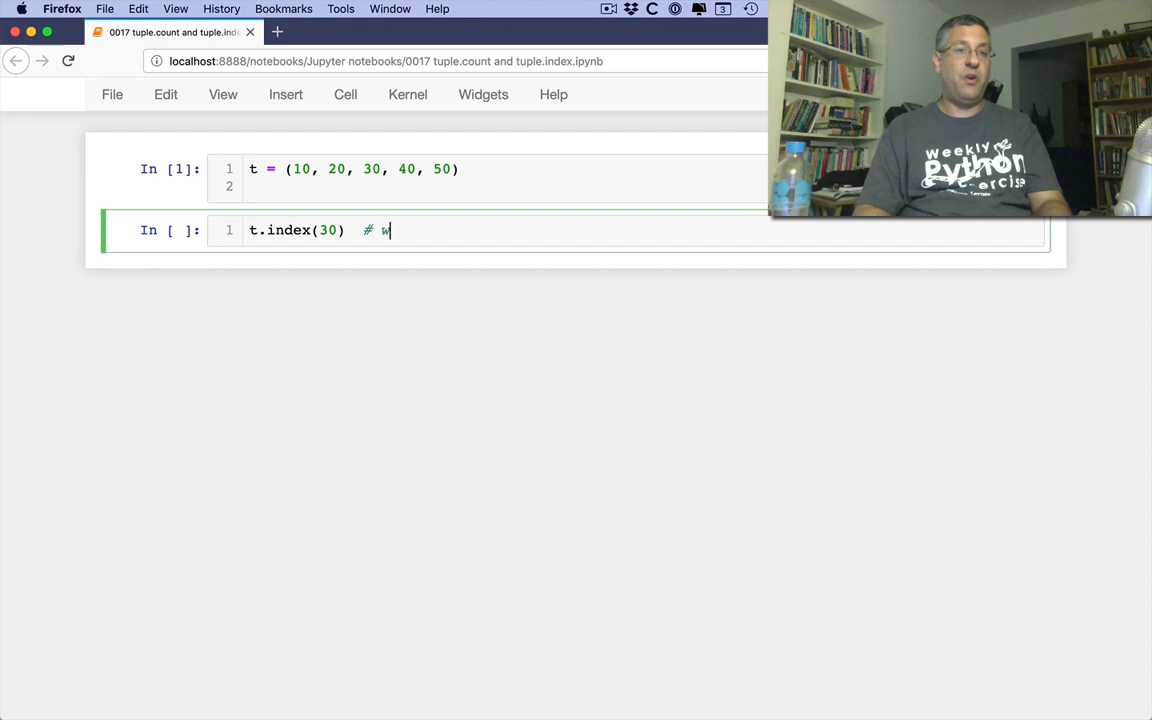 Firefox File Edit View History Bookmarks Tools Window Help
3
0017 tuple.count and tuple.inde
localhost:8888/notebooks/Jupyter notebooks/0017 tuple.count and tuple.index.ipynb
File Edit View Insert Cell Kernel Widgets Help
In [1]: 1 t = (10, 20, 30, 40, 50)
2
In [ ]: 1 t.index(30) # w
Weekly
Python